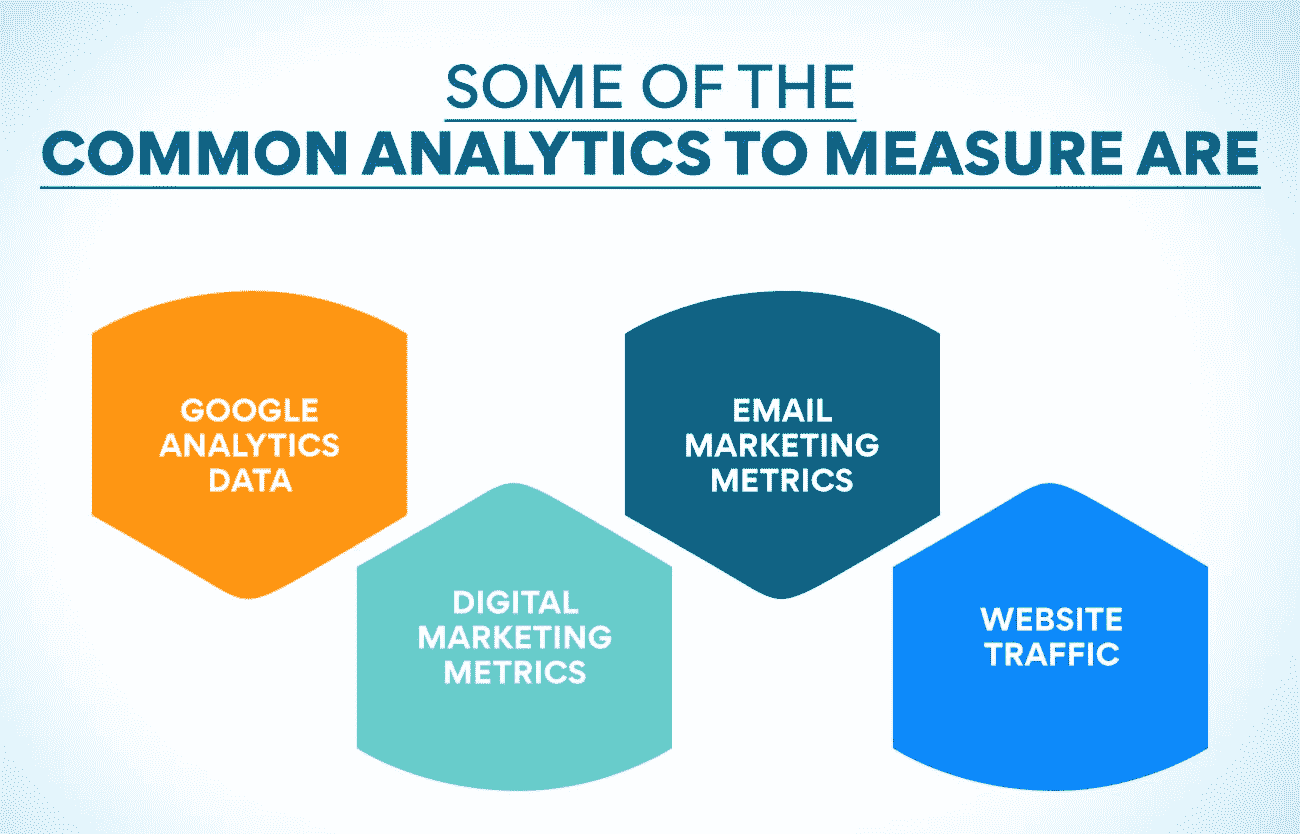 SOME OF THE
COMMON ANALYTICS TO MEASURE ARE
GOOGLE
ANALYTICS
DATA
DIGITAL
MARKETING
METRICS
EMAIL
MARKETING
METRICS
WEBSITE
TRAFFIC